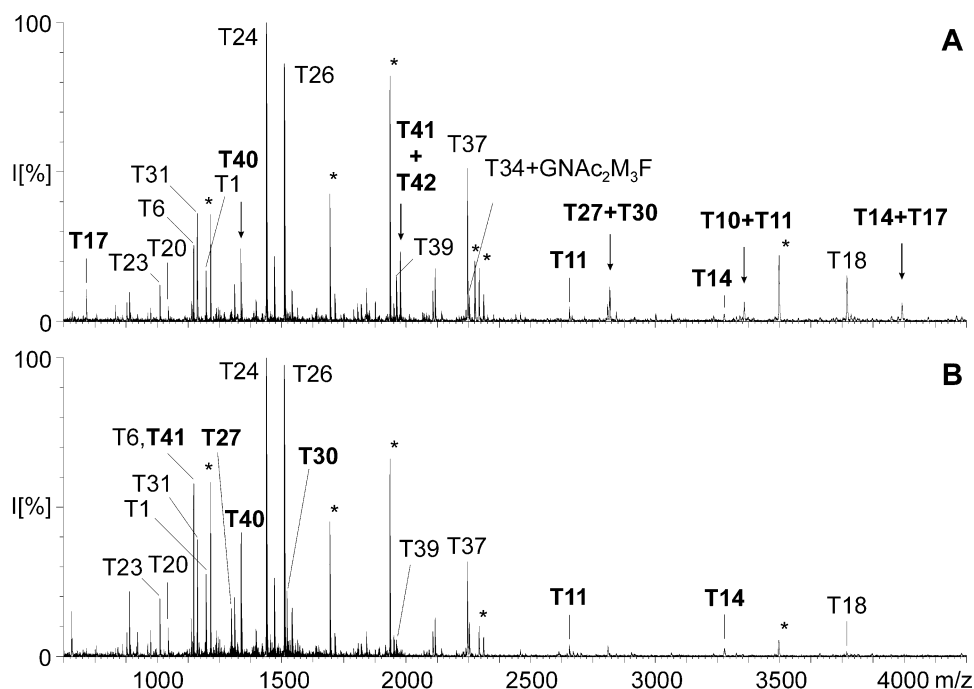 100
T24
A
*
T26
T41
+
T42
T37
T34+GNAc₂M₃F
I[%]
T31
*
T40
T1
*
T6
T27+T30
T10+T11
T14+T17
T17
T23
T20
T39
*
*
T11
T14
*
T18
0
100
T24
T26
B
T6,T41
T27
*
T30
*
T31
T1
I[%]
T40
*
T23
T20
T39
T37
T11
T14
T18
*
*
0
1000
1500
2000
2500
3000
3500
4000 m/z